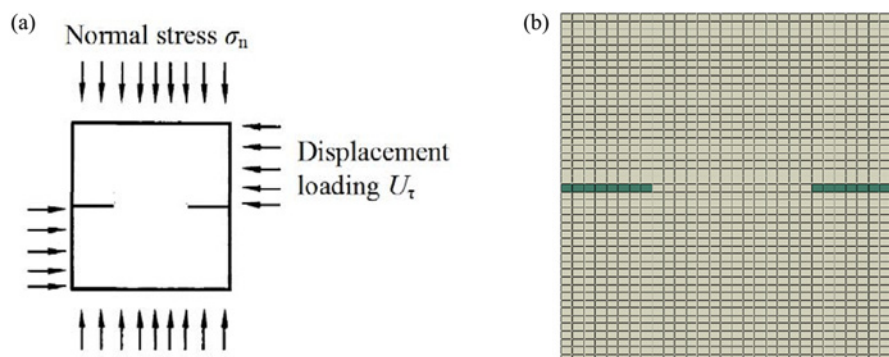 (a)
Normal stress σn
Displacement
loading Uτ
(b)